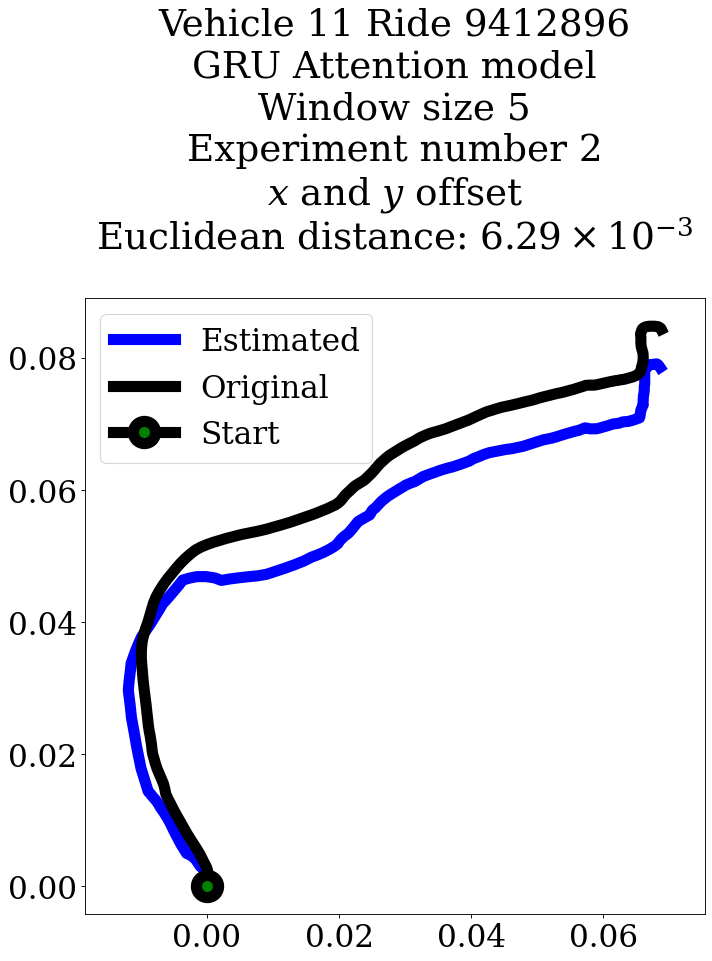 Vehicle 11 Ride 9412896
GRU Attention model
Window size 5
Experiment number 2
x and y offset
Euclidean distance: 6.29 × 10⁻³
Estimated
Original
Start
0.08
0.06
0.04
0.02
0.00
0.00 0.02 0.04 0.06